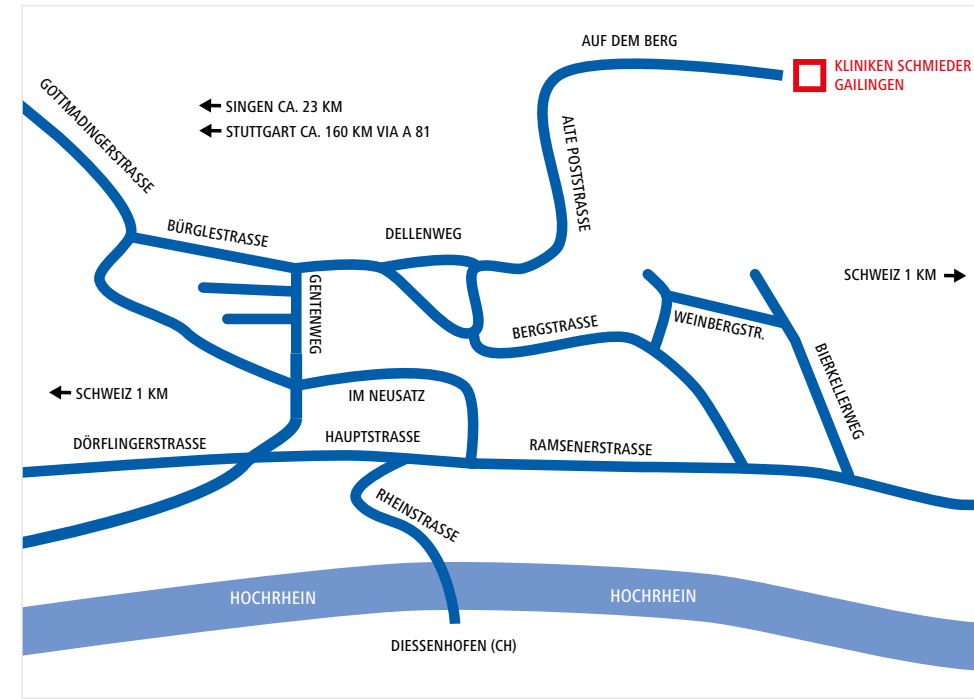 AUF DEM BERG
KLINIKEN SCHMIEDER
GAILINGEN
GOTTMADINGERSTRASSE
SINGEN CA. 23 KM
STUTTGART CA. 160 KM VIA A 81
ALTE POSTSTRASSE
BÜRGLESTRASSE
DELLENWEG
SCHWEIZ 1 KM
GENTENWEG
BERGSTRASSE
WEINBERGSTR.
BIERKELLERWEG
SCHWEIZ 1 KM
IM NEUSATZ
DÖRFLINGERSTRASSE
HAUPTSTRASSE
RAMSENERSTRASSE
RHEINSTRASSE
HOCHRHEIN
HOCHRHEIN
DIESSENHOFEN (CH)